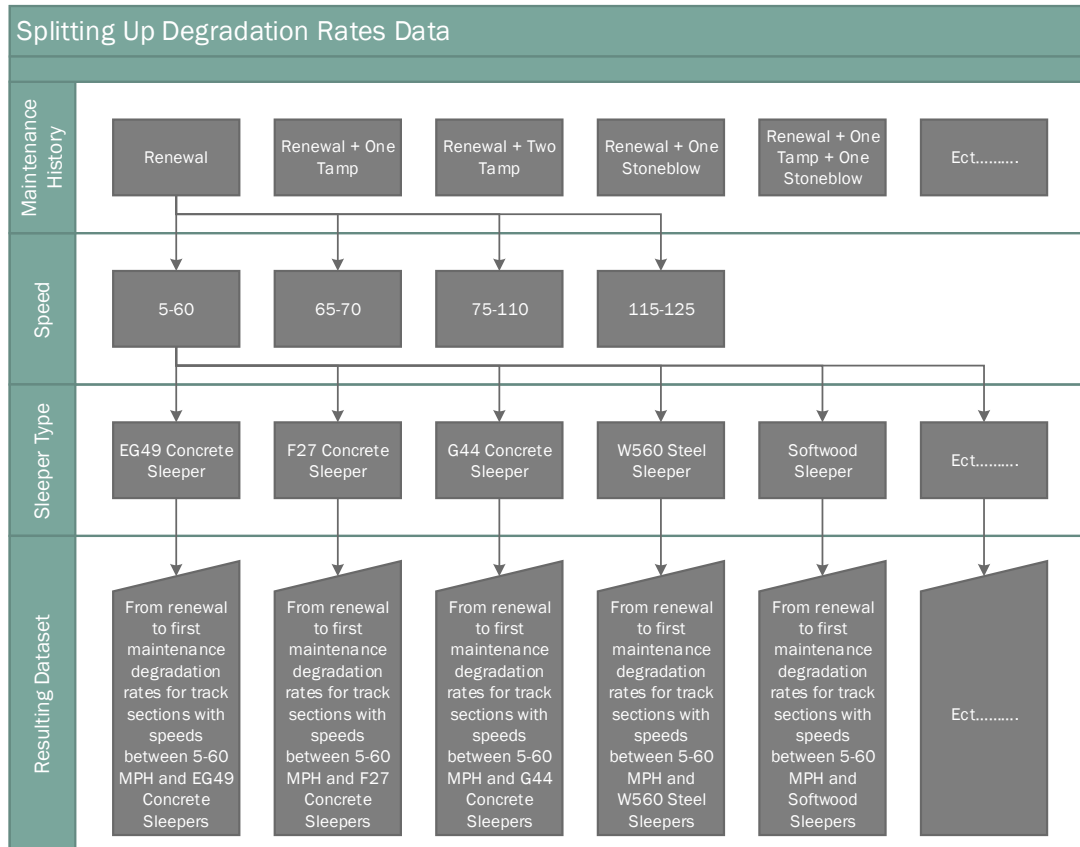 Splitting Up Degradation Rates Data
Maintenance
History
Renewal
Renewal + One
Tamp
Renewal + Two
Tamp
Renewal + One
Stoneblow
Renewal + One
Tamp + One
Stoneblow
Ect..........
Speed
5-60
65-70
75-110
115-125
Sleeper Type
EG49 Concrete
Sleeper
F27 Concrete
Sleeper
G44 Concrete
Sleeper
W560 Steel
Sleeper
Softwood
Sleeper
Ect..........
Resulting Dataset
From renewal
to first
maintenance
degradation
rates for track
sections with
speeds
between 5-60
MPH and EG49
Concrete
Sleepers
From renewal
to first
maintenance
degradation
rates for track
sections with
speeds
between 5-60
MPH and F27
Concrete
Sleepers
From renewal
to first
maintenance
degradation
rates for track
sections with
speeds
between 5-60
MPH and G44
Concrete
Sleepers
From renewal
to first
maintenance
degradation
rates for track
sections with
speeds
between 5-60
MPH and
W560 Steel
Sleepers
From renewal
to first
maintenance
degradation
rates for track
sections with
speeds
between 5-60
MPH and
Softwood
Sleepers
Ect..........